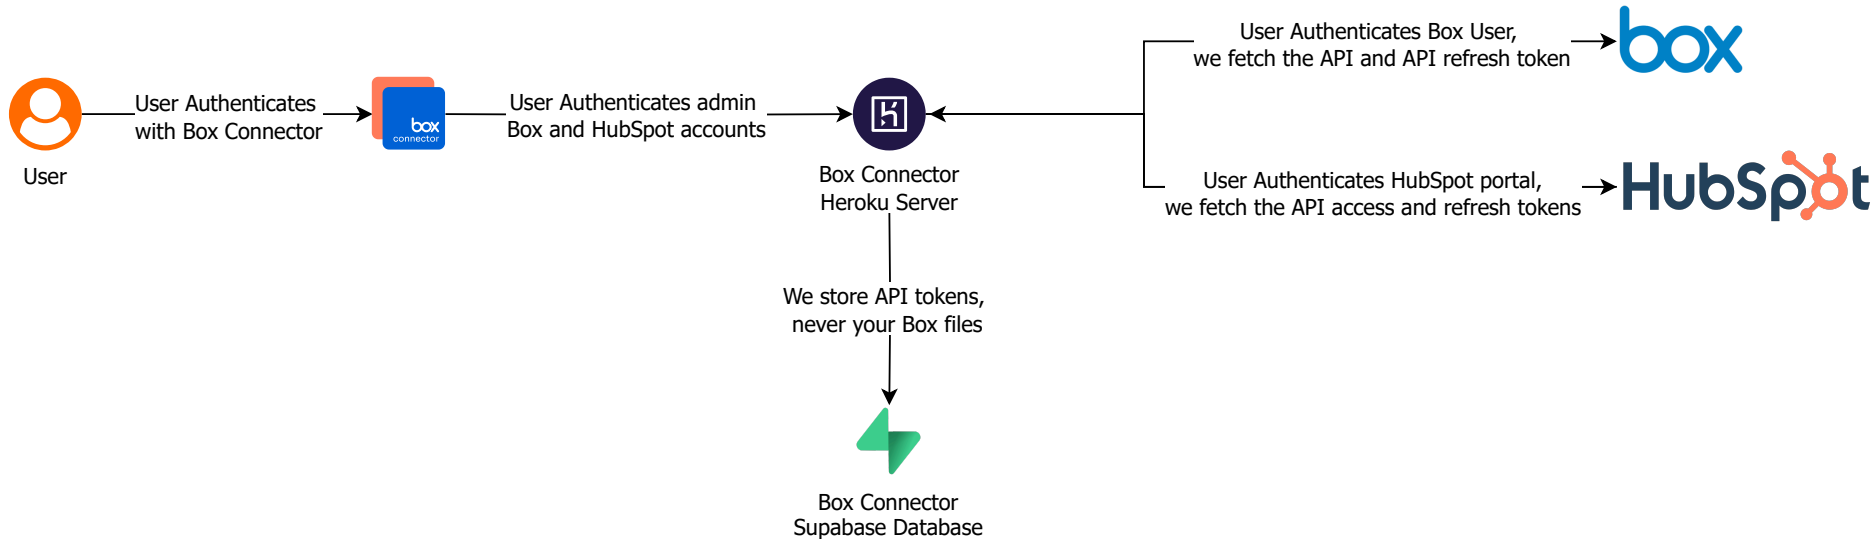 User Authenticates
with Box Connector
User
box
connector
User Authenticates admin
Box and HubSpot accounts
Box Connector
Heroku Server
User Authenticates Box User,
we fetch the API and API refresh token
box
User Authenticates HubSpot portal,
we fetch the API access and refresh tokens
HubSpot
We store API tokens,
never your Box files
Box Connector
Supabase Database